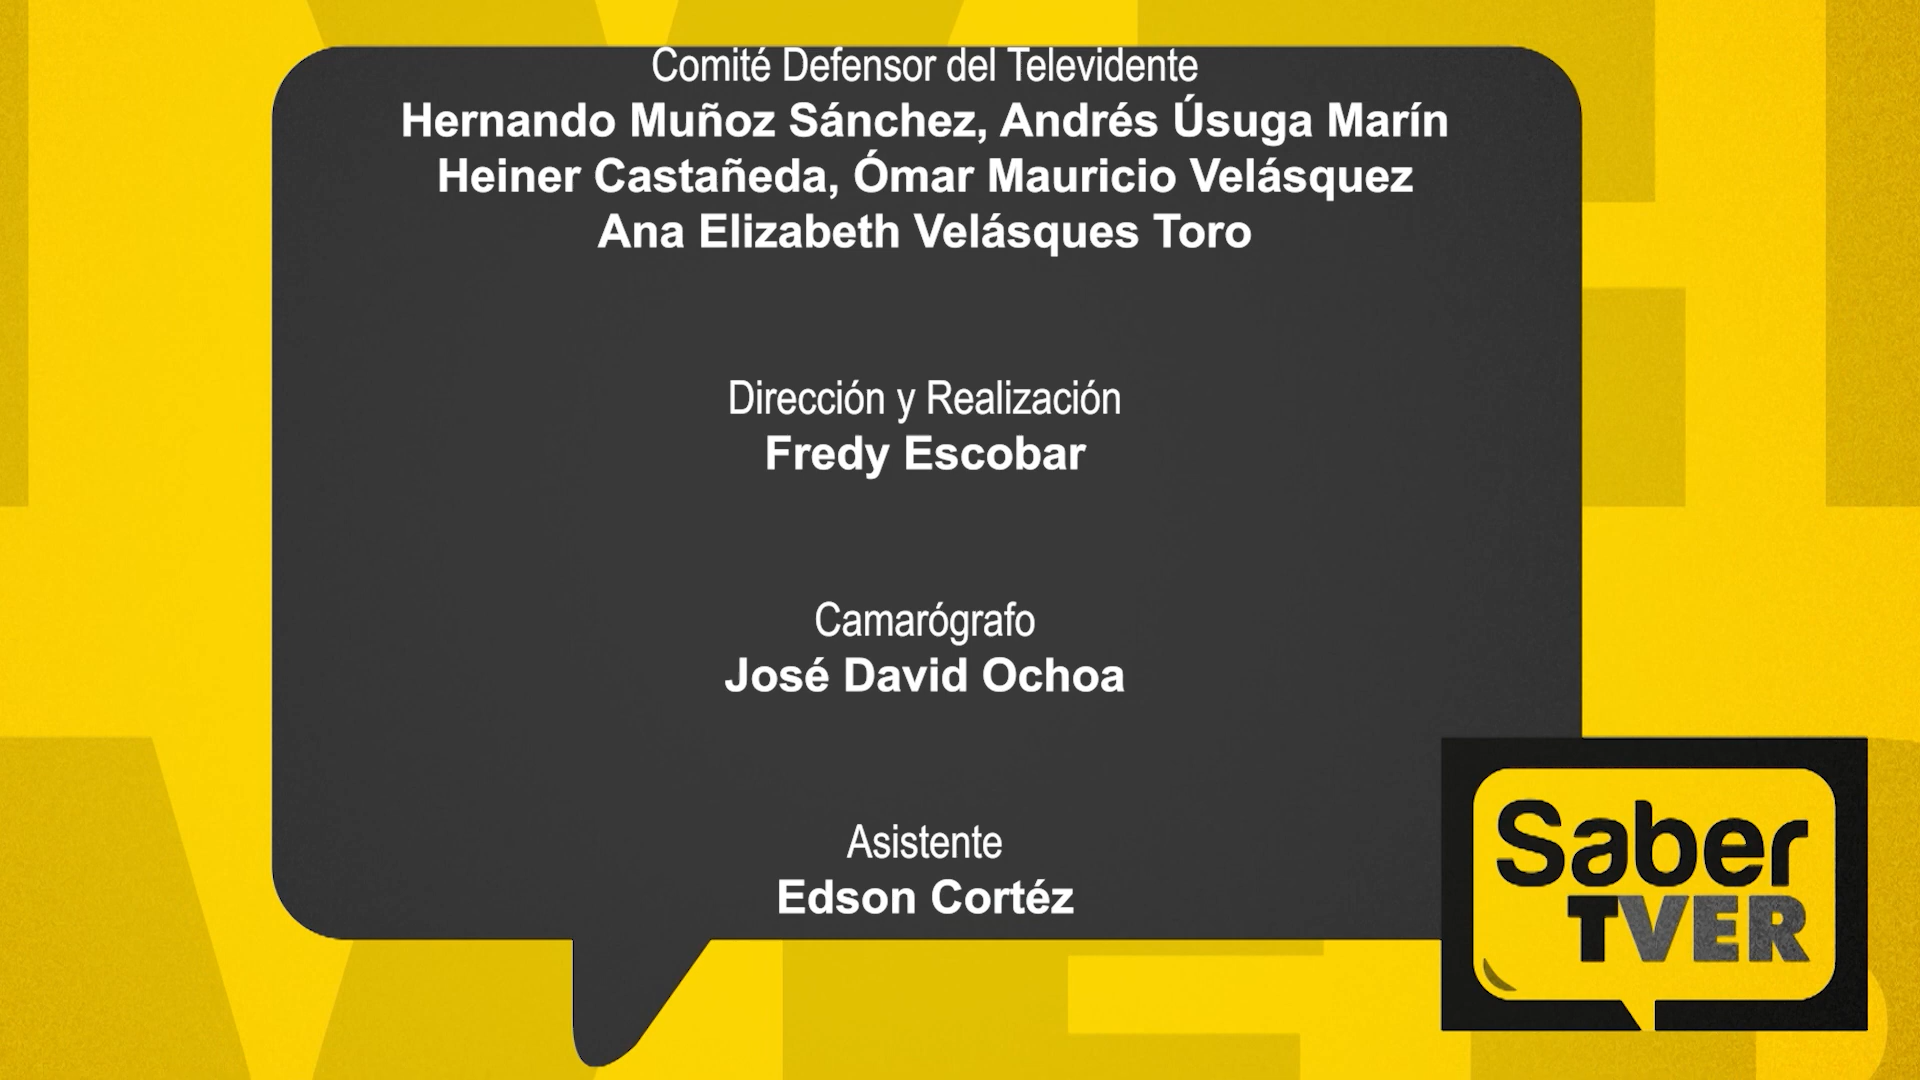 Comité Defensor del Televidente
Hernando Muñoz Sánchez, Andrés Úsuga Marín
Heiner Castañeda, Ómar Mauricio Velásquez
Ana Elizabeth Velásques Toro
Dirección y Realización
Fredy Escobar
Camarógrafo
José David Ochoa
Asistente
Edson Cortéz
Saber
TVER